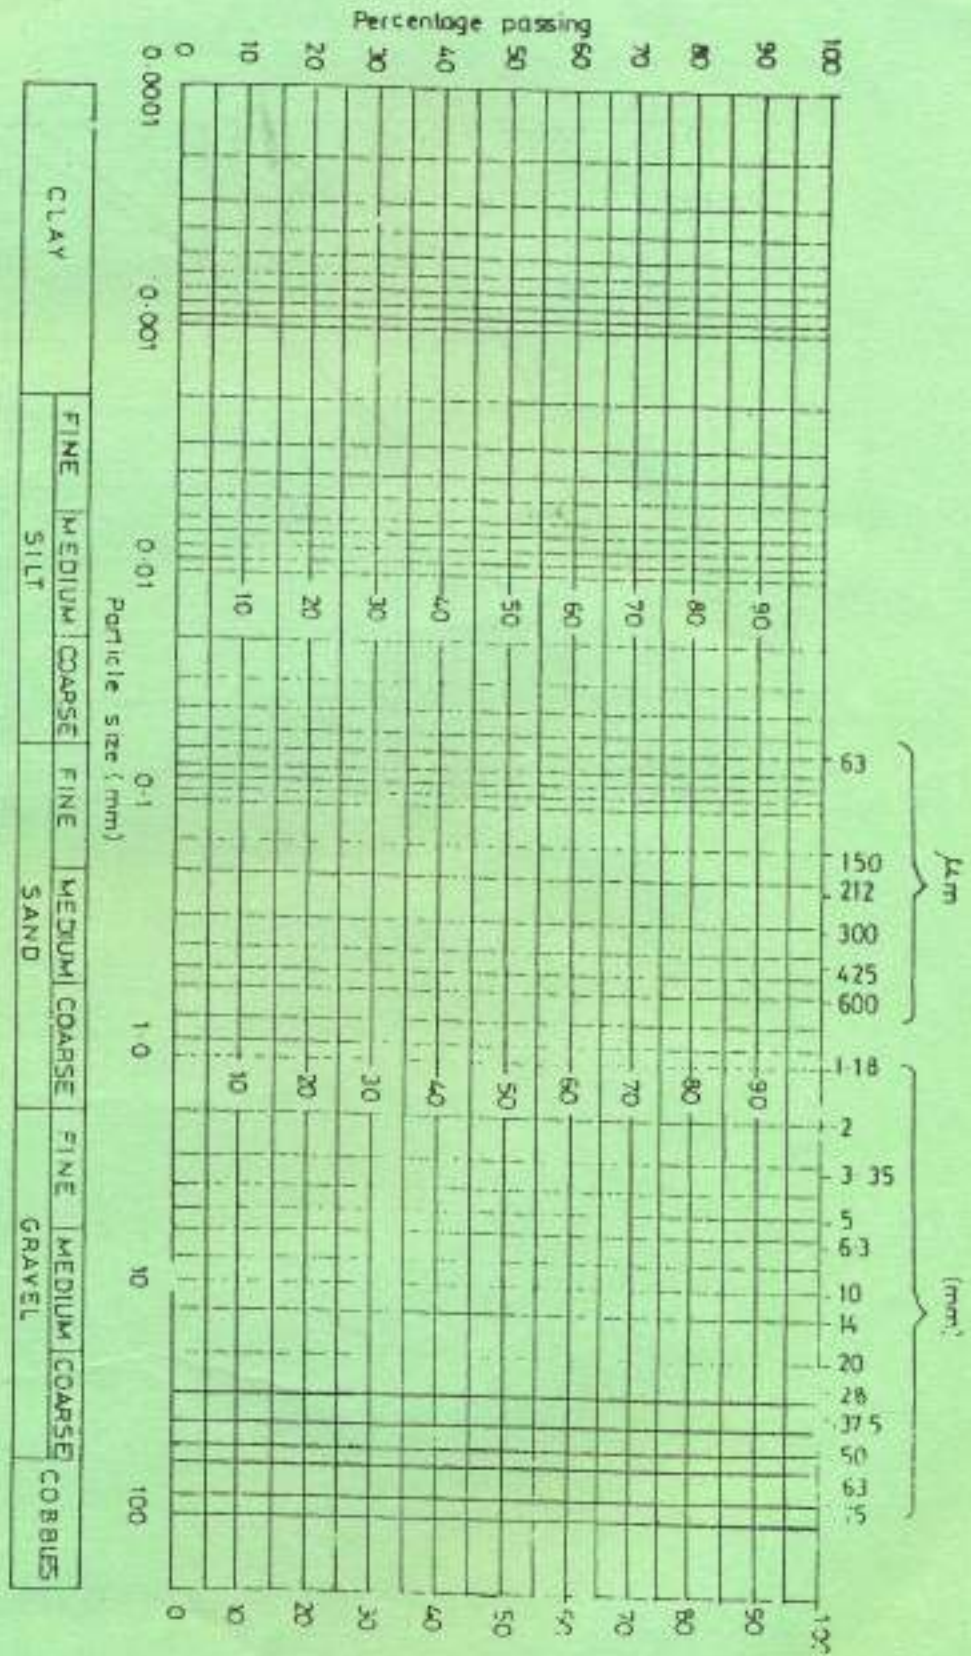 µm (mm)
63 150 212 300 425 600 1·18 2 3·35 5 6·3 10 14 20 28 37·5 50 63
Percentage passing
100 100
90 90 90 90
80 80 80 80
70 70 70 70
60 60 60 60
50 50 50 50
40 40 40 40
30 30 30 30
20 20 20 20
10 10 10 10
0 0
0·0001 0·001 0·01 0·1 1·0 10 100
Particle size (mm)
CLAY FINE MEDIUM COARSE FINE MEDIUM COARSE FINE MEDIUM COARSE COBBLES
SILT SAND GRAVEL